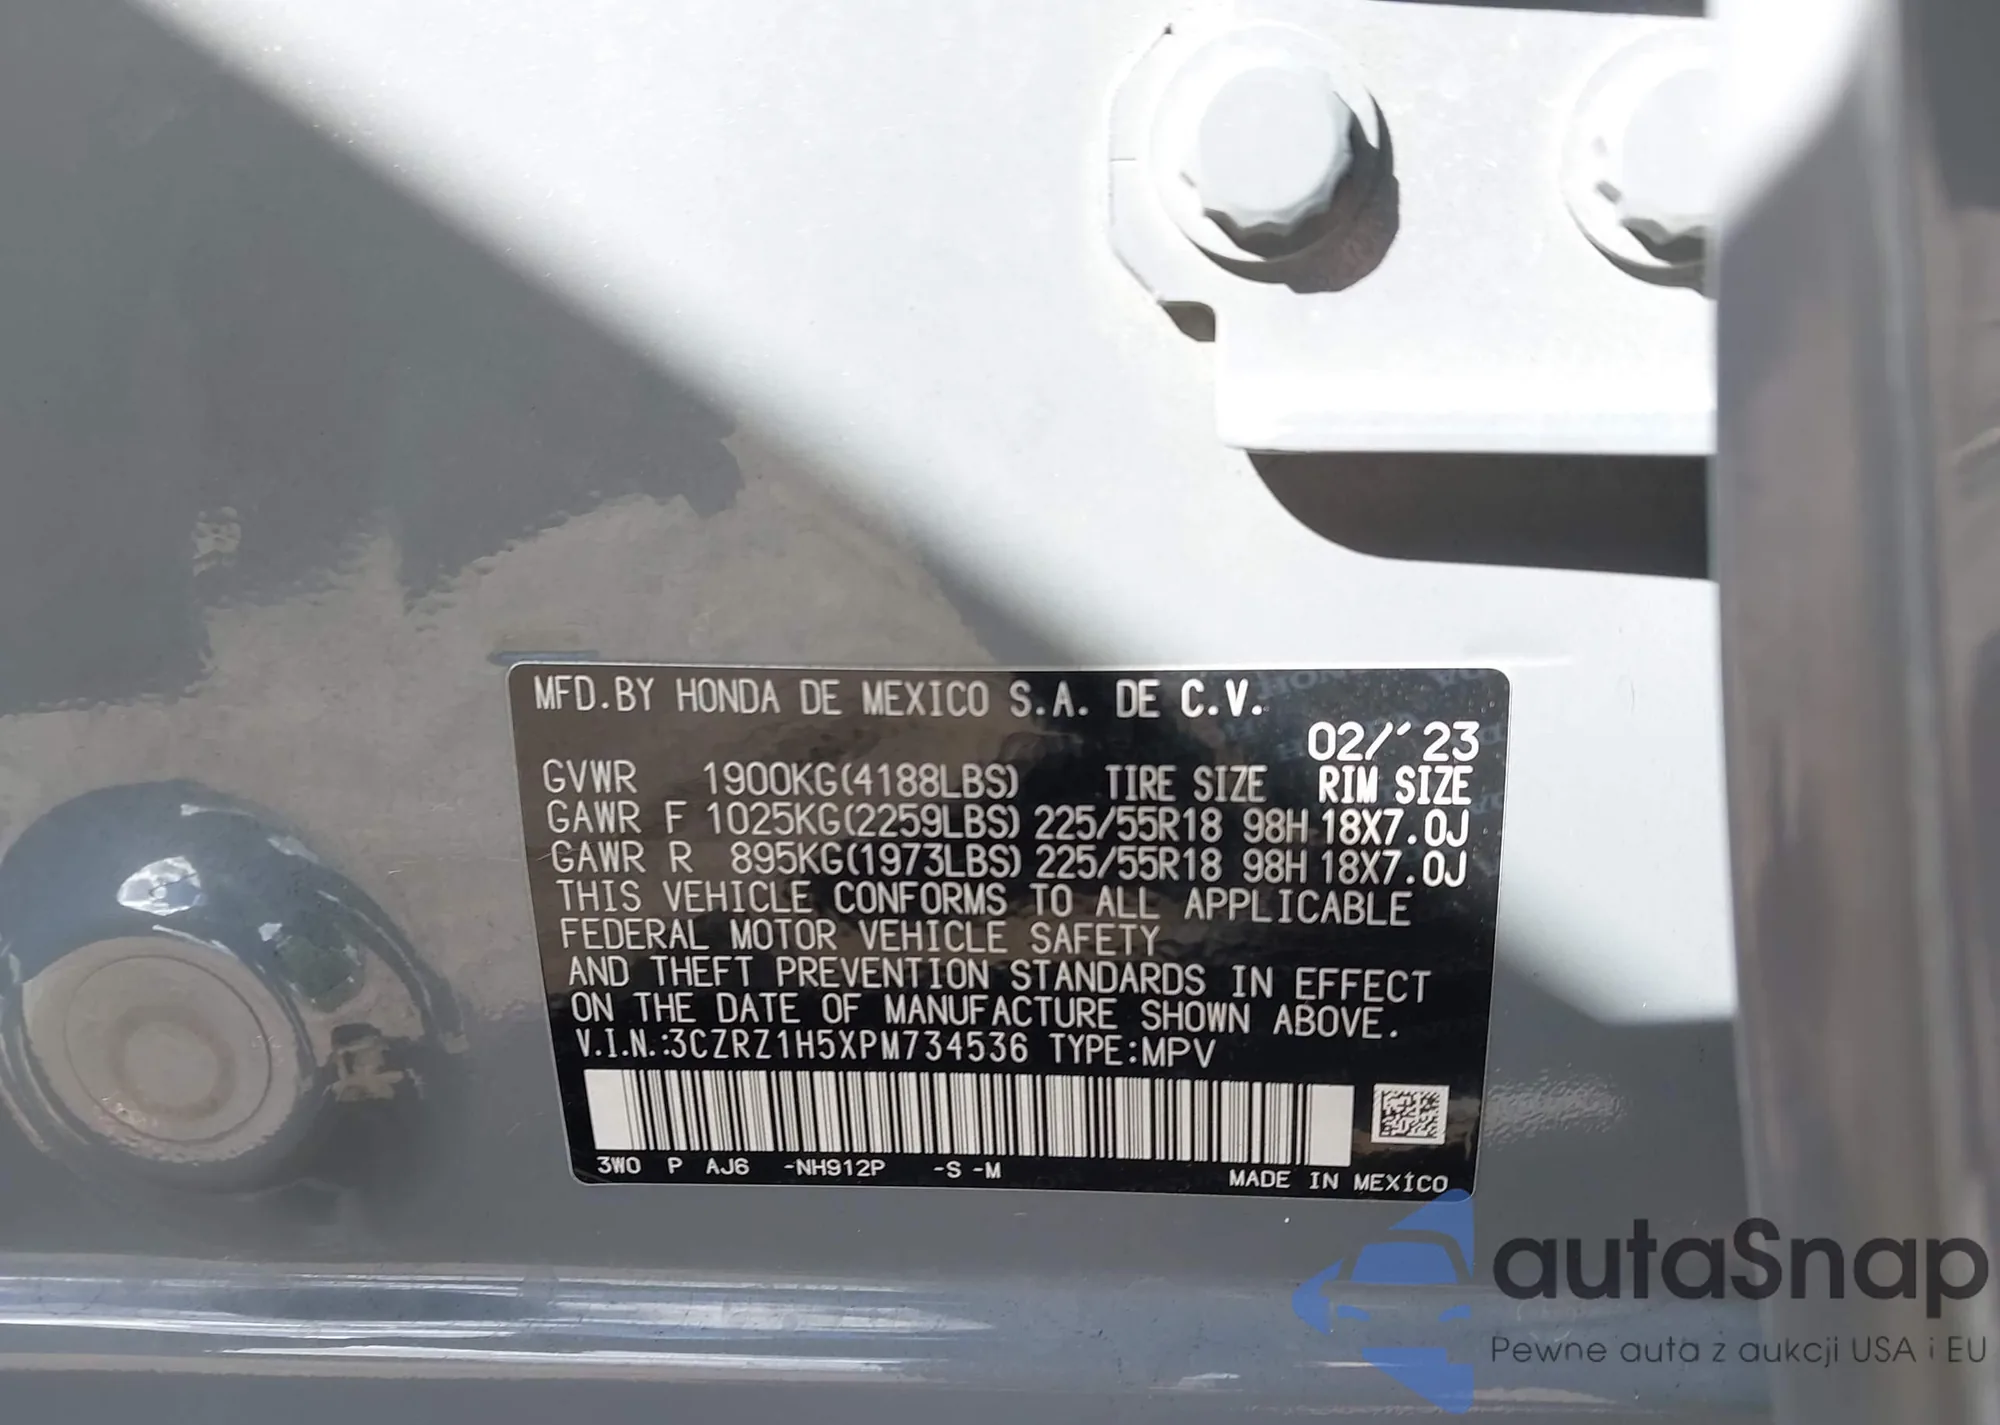 MFD.BY HONDA DE MEXICO S.A. DE C.V.
02/'23
GVWR 1900KG(4188LBS) TIRE SIZE RIM SIZE
GAWR F 1025KG(2259LBS) 225/55R18 98H 18X7.0J
GAWR R 895KG(1973LBS) 225/55R18 98H 18X7.0J
THIS VEHICLE CONFORMS TO ALL APPLICABLE
FEDERAL MOTOR VEHICLE SAFETY
AND THEFT PREVENTION STANDARDS IN EFFECT
ON THE DATE OF MANUFACTURE SHOWN ABOVE.
V.I.N.:3CZRZ1H5XPM734536 TYPE:MPV
3W0 P AJ6 -NH912P -S -M
MADE IN MEXÍCO
autaSnap
Pewne auta z aukcji USA i EU